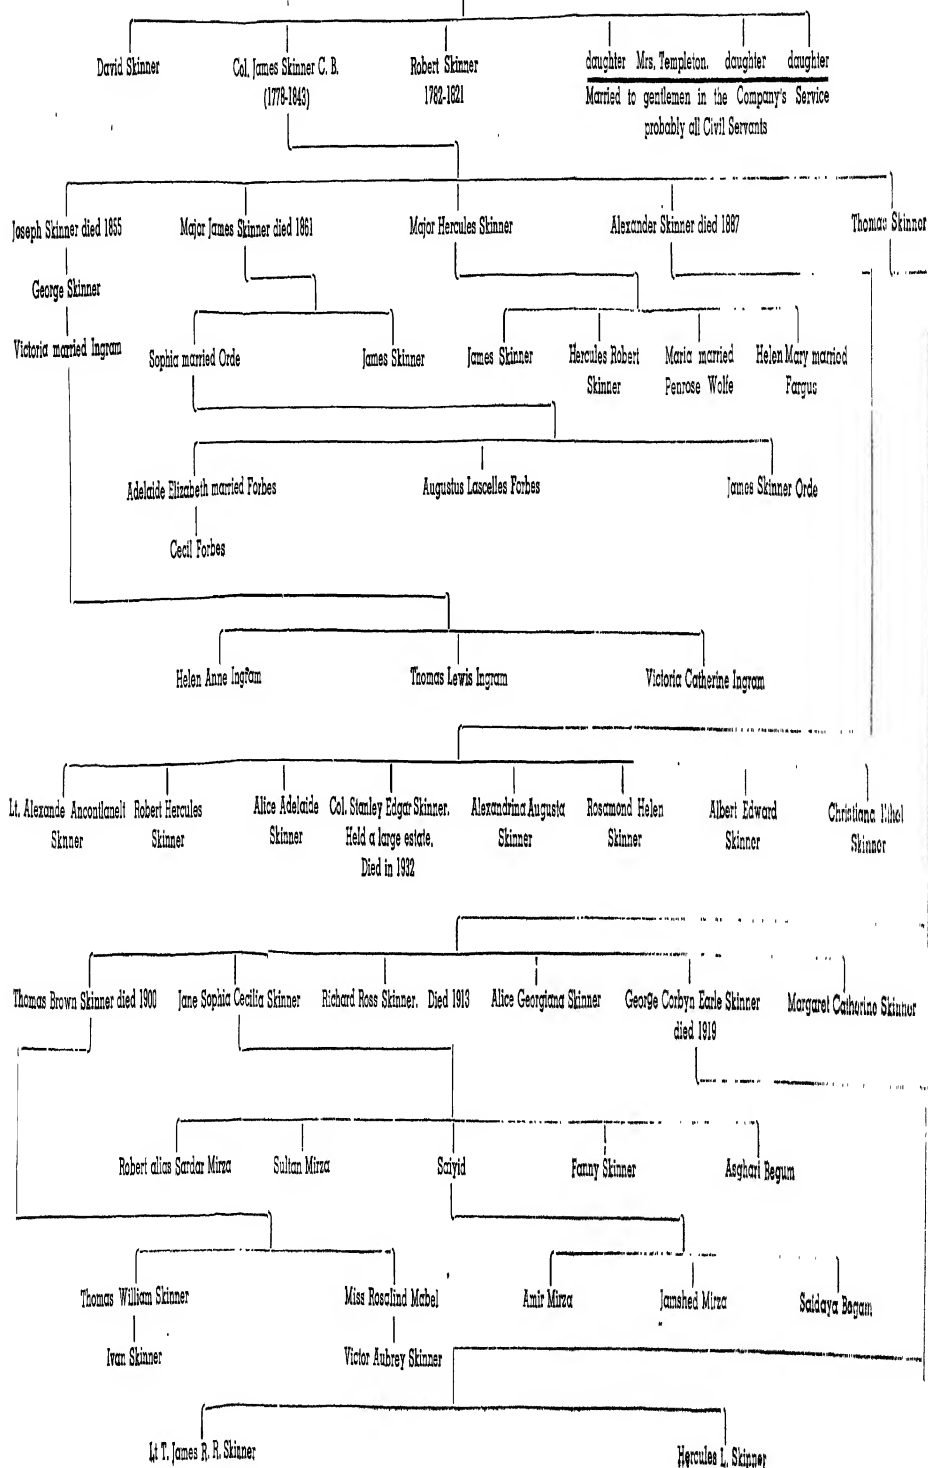 David Skinner
Col. James Skinner C. B.
(1778-1843)
Robert Skinner
1782-1821
daughter Mrs. Templeton. daughter daughter
Married to gentlemen in the Company's Service
probably all Civil Servants
Joseph Skinner died 1855
Major James Skinner died 1861
Major Hercules Skinner
Alexander Skinner died 1887
Thomas Skinner
George Skinner
Victoria married Ingram
Sophia married Orde
James Skinner
James Skinner
Hercules Robert
Skinner
Maria married
Penrose Wolfe
Helen Mary married
Fargus
Adelaide Elizabeth married Forbes
Augustus Lascelles Forbes
James Skinner Orde
Cecil Forbes
Helen Anne Ingram
Thomas Lewis Ingram
Victoria Catherine Ingram
Lt. Alexande
Sknner
Robert Hercules
Skinner
Alice Adelaide
Skinner
Col. Stanley Edgar Skinner.
Held a large estate.
Died in 1932
Alexandrina Augusta
Skinner
Rosamond Helen
Skinner
Albert Edward
Skinner
Christiana
Skinner
Thomas Brown Skinner died 1900
Jane Sophia Cecilia Skinner
Richard Ross Skinner. Died 1913
Alice Georgiana Skinner
George Corbyn Earle Skinner
died 1919
Margaret Catherine Skinner
Robert alias Sardar Mirza
Sultan Mirza
Saiyid
Fanny Skinner
Asghari Begum
Thomas William Skinner
Miss Rosalind Mabel
Amir Mirza
Jamshed Mirza
Saidaya Begam
Ivan Skinner
Victor Aubrey Skinner
Lt T. James R. R. Skinner
Hercules L. Skinner